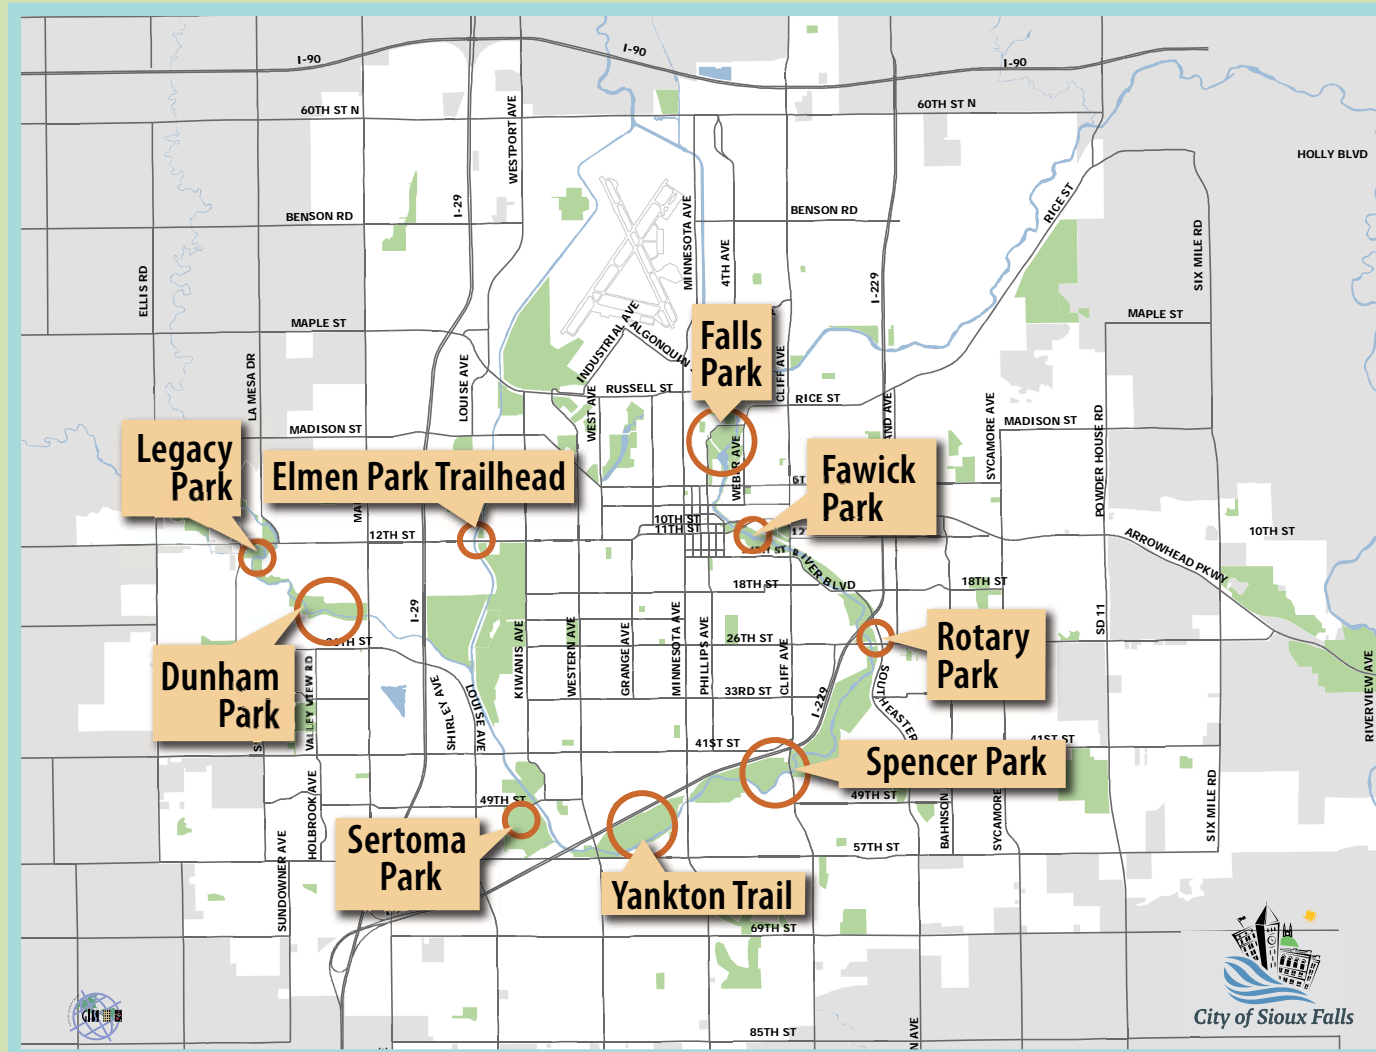 I-90
I-90
I-90
60TH ST N
60TH ST N
WESTPORT AVE
HOLLY BLVD
I-29
BENSON RD
BENSON RD
MINNESOTA AVE
4TH AVE
RICE ST
SIX MILE RD
ELLIS RD
I-229
MAPLE ST
MAPLE ST
INDUSTRIAL AVE
ALGONQUIN
Falls
Park
CLIFF AVE
LA MESA DR
LOUISE AVE
WEST AVE
RUSSELL ST
RICE ST
MADISON ST
MADISON ST
SYCAMORE AVE
POWDER HOUSE RD
Legacy
Park
Elmen Park Trailhead
WEBER AVE
Fawick
Park
10TH ST
11TH ST
12TH ST
10TH ST
ARROWHEAD PKWY
18TH ST
18TH ST
I-29
SD 11
KIWANIS AVE
WESTERN AVE
GRANGE AVE
MINNESOTA AVE
PHILLIPS AVE
26TH ST
CLIFF AVE
Rotary
Park
Dunham
Park
VALLEY VIEW RD
SHIRLEY AVE
LOUISE AVE
33RD ST
I-229
SOUTHEASTER
RIVERVIEW AVE
41ST ST
41ST ST
Spencer Park
HOLBROOK AVE
49TH ST
49TH ST
BAHNSON
SYCAMORE
SIX MILE RD
Sertoma
Park
57TH ST
Yankton Trail
SUNDOWNER AVE
69TH ST
85TH ST
City of Sioux Falls